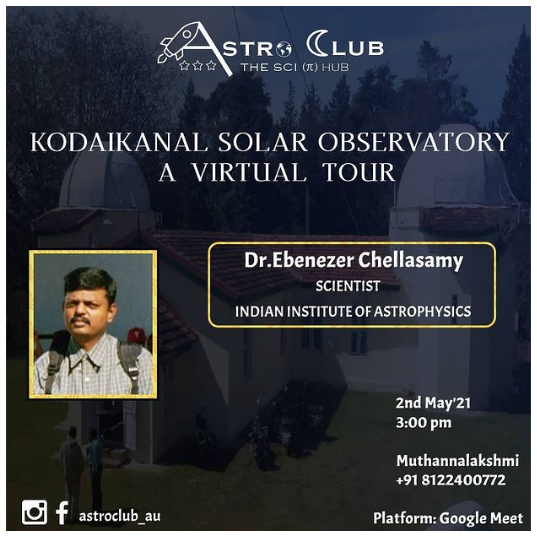 ASTRO CLUB
THE SCI (π) HUB
KODAIKANAL SOLAR OBSERVATORY
A VIRTUAL TOUR
Dr.Ebenezer Chellasamy
SCIENTIST
INDIAN INSTITUTE OF ASTROPHYSICS
2nd May'21
3:00 pm
Muthannalakshmi
+91 8122400772
astroclub_au
Platform: Google Meet